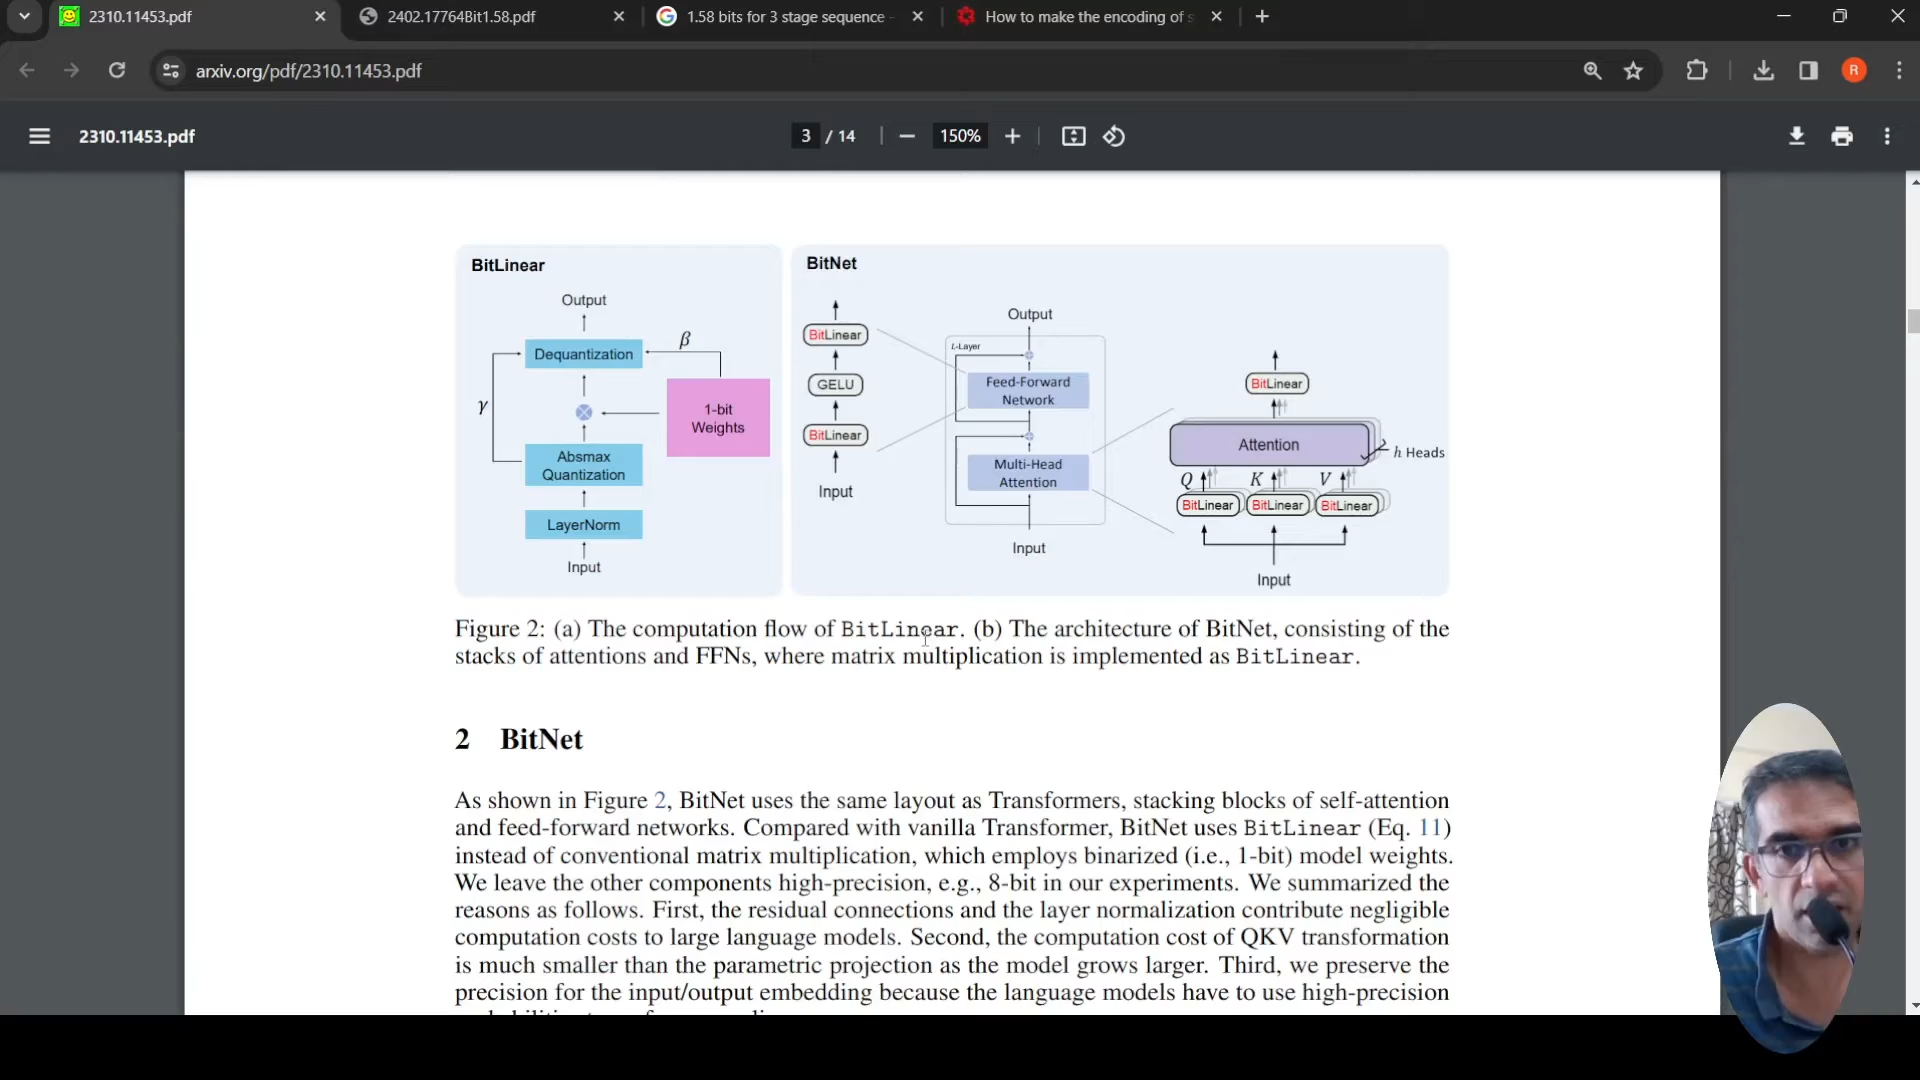 2310.11453.pdf
2402.17764Bit1.58.pdf
1.58 bits for 3 stage sequence -
How to make the encoding of s
arxiv.org/pdf/2310.11453.pdf
R
2310.11453.pdf
3 / 14
150%
BitLinear
Output
β
Dequantization
γ
1-bit
Weights
Absmax
Quantization
LayerNorm
Input
BitNet
BitLinear
GELU
BitLinear
Input
Output
L-Layer
Feed-Forward
Network
Multi-Head
Attention
Input
BitLinear
Attention
h Heads
Q K V
BitLinear BitLinear BitLinear
Input
Figure 2: (a) The computation flow of BitLinear. (b) The architecture of BitNet, consisting of the
stacks of attentions and FFNs, where matrix multiplication is implemented as BitLinear.
2 BitNet
As shown in Figure 2, BitNet uses the same layout as Transformers, stacking blocks of self-attention
and feed-forward networks. Compared with vanilla Transformer, BitNet uses BitLinear (Eq. 11)
instead of conventional matrix multiplication, which employs binarized (i.e., 1-bit) model weights.
We leave the other components high-precision, e.g., 8-bit in our experiments. We summarized the
reasons as follows. First, the residual connections and the layer normalization contribute negligible
computation costs to large language models. Second, the computation cost of QKV transformation
is much smaller than the parametric projection as the model grows larger. Third, we preserve the
precision for the input/output embedding because the language models have to use high-precision